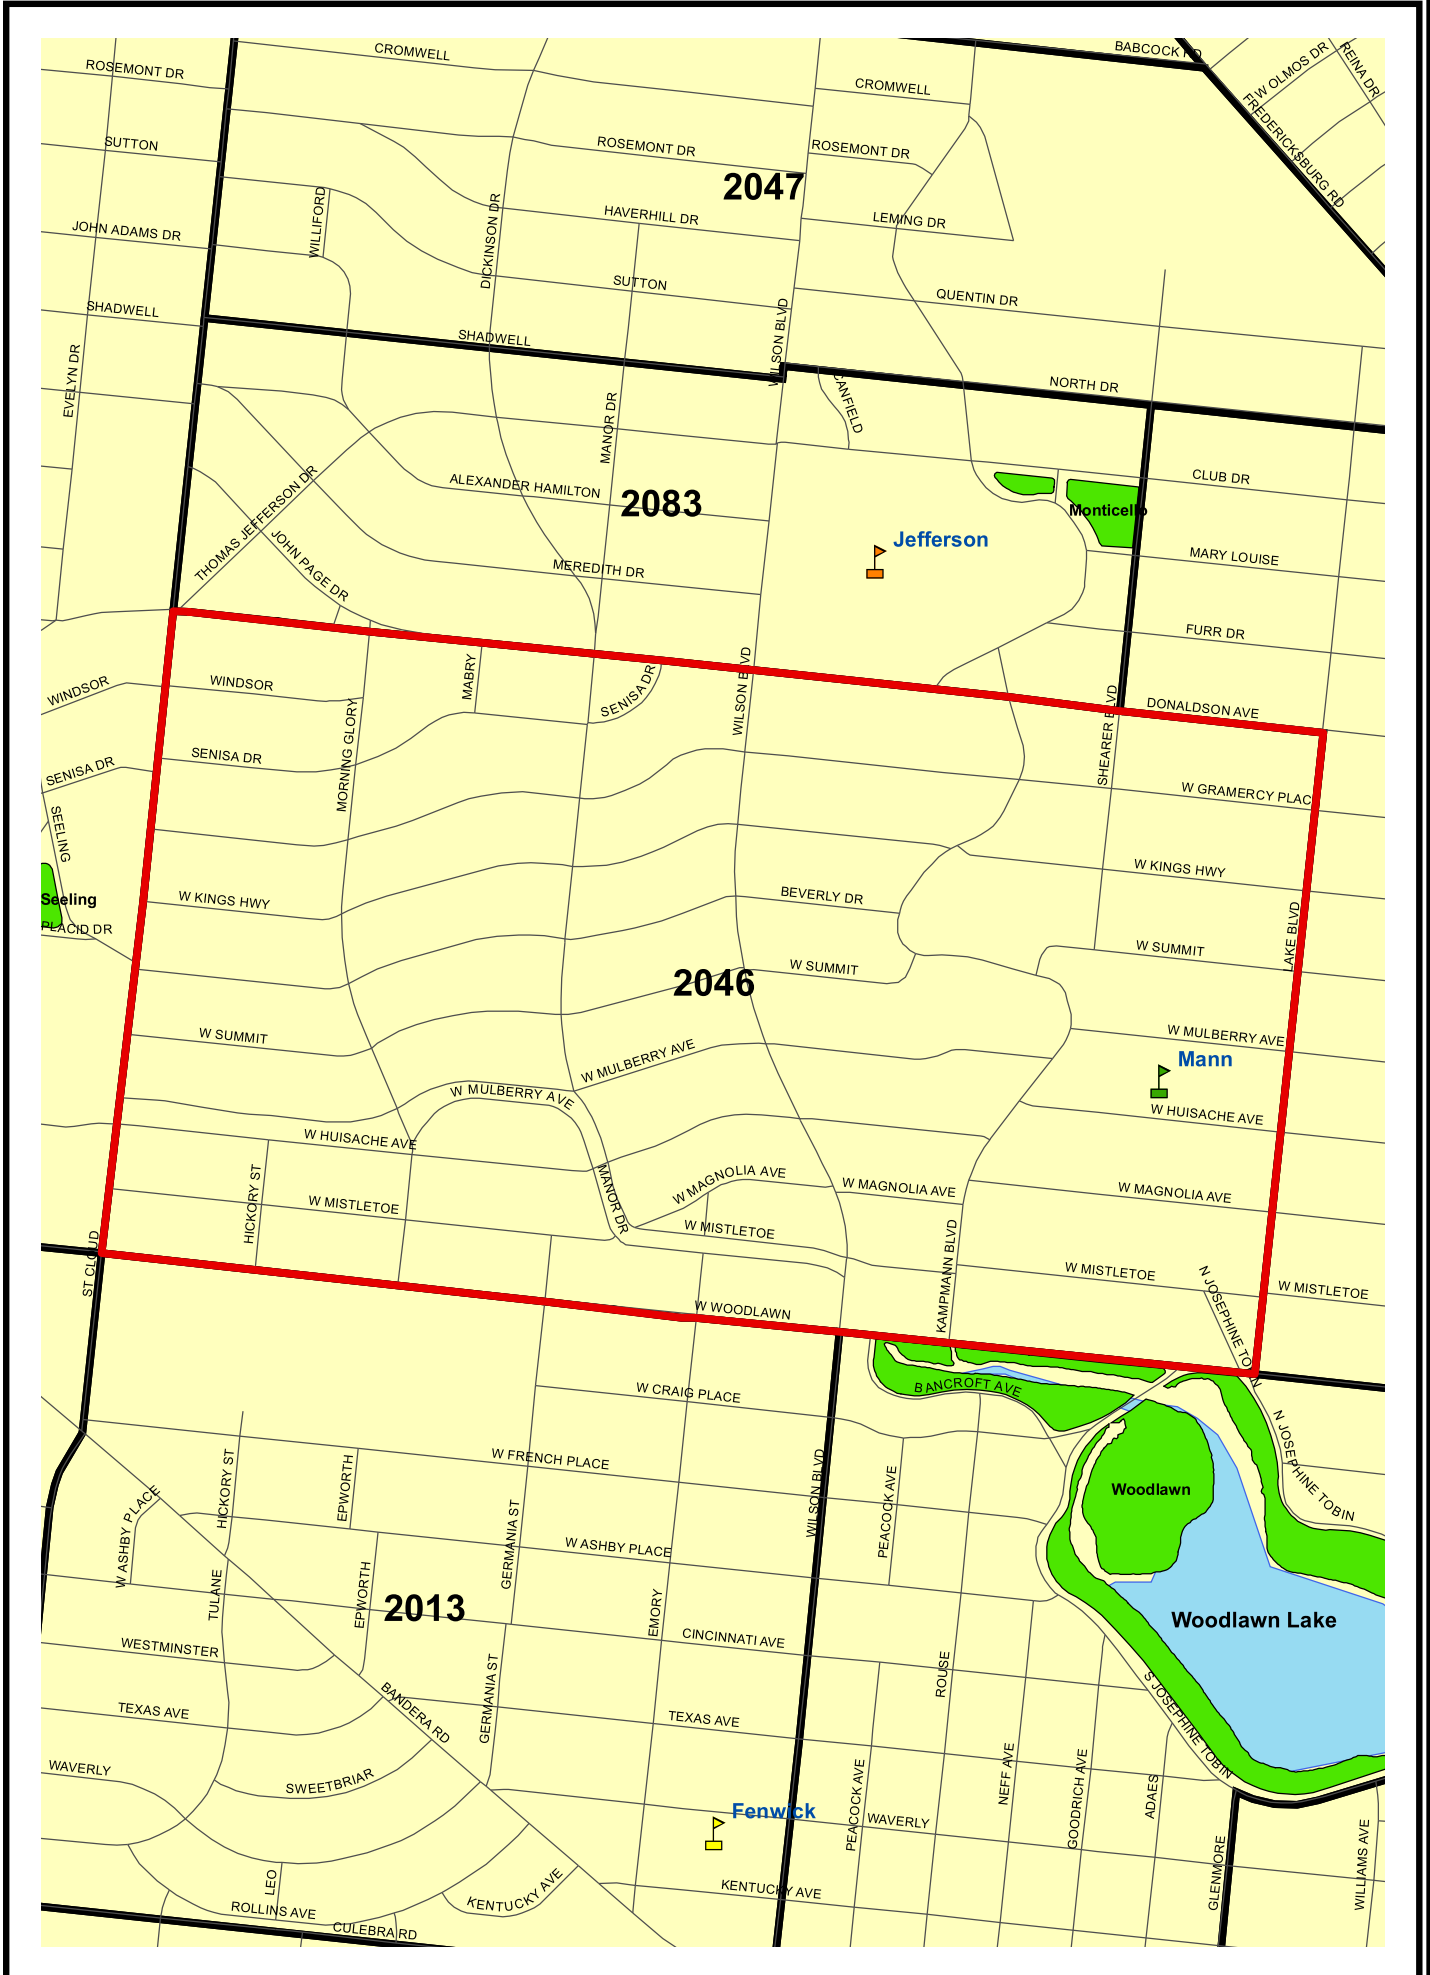 BABCOCK RD
CROMWELL
ROSEMONT DR
W OLMOS DR
REINA DR
CROMWELL
FREDERICKSBURG RD
SUTTON
ROSEMONT DR
ROSEMONT DR
2047
WILLIFORD
DICKINSON DR
HAVERHILL DR
LEMING DR
JOHN ADAMS DR
SUTTON
QUENTIN DR
SHADWELL
SHADWELL
WILSON BLVD
EVELYN DR
NORTH DR
CANFIELD
MANOR DR
ALEXANDER HAMILTON
2083
CLUB DR
Monticello
THOMAS JEFFERSON DR
JOHN PAGE DR
Jefferson
MEREDITH DR
MARY LOUISE
FURR DR
WINDSOR
WINDSOR
MABRY
SENISA DR
WILSON BLVD
DONALDSON AVE
SHEARER BLVD
MORNING GLORY
SENISA DR
SENISA DR
SEELING
W GRAMERCY PLAC
W KINGS HWY
Seeling
PLACID DR
W KINGS HWY
BEVERLY DR
LAKE BLVD
W SUMMIT
W SUMMIT
2046
W SUMMIT
W MULBERRY AVE
W MULBERRY AVE
Mann
W MULBERRY AVE
W HUISACHE AVE
W HUISACHE AVE
HICKORY ST
W MISTLETOE
MANOR DR
W MAGNOLIA AVE
W MAGNOLIA AVE
W MAGNOLIA AVE
W MISTLETOE
KAMPMANN BLVD
W MISTLETOE
N JOSEPHINE TOBIN
W MISTLETOE
ST CLOUD
W WOODLAWN
W CRAIG PLACE
BANCROFT AVE
N JOSEPHINE TOBIN
HICKORY ST
EPWORTH
W FRENCH PLACE
WILSON BLVD
PEACOCK AVE
Woodlawn
W ASHBY PLACE
GERMANIA ST
W ASHBY PLACE
TULANE
EPWORTH
2013
EMORY
CINCINNATI AVE
Woodlawn Lake
WESTMINSTER
ROUSE
S JOSEPHINE TOBIN
TEXAS AVE
BANDERA RD
GERMANIA ST
TEXAS AVE
WAVERLY
SWEETBRIAR
Fenwick
PEACOCK AVE
WAVERLY
NEFF AVE
GOODRICH AVE
ADAES
GLENMORE
WILLIAMS AVE
LEO
ROLLINS AVE
KENTUCKY AVE
KENTUCKY AVE
CULEBRA RD